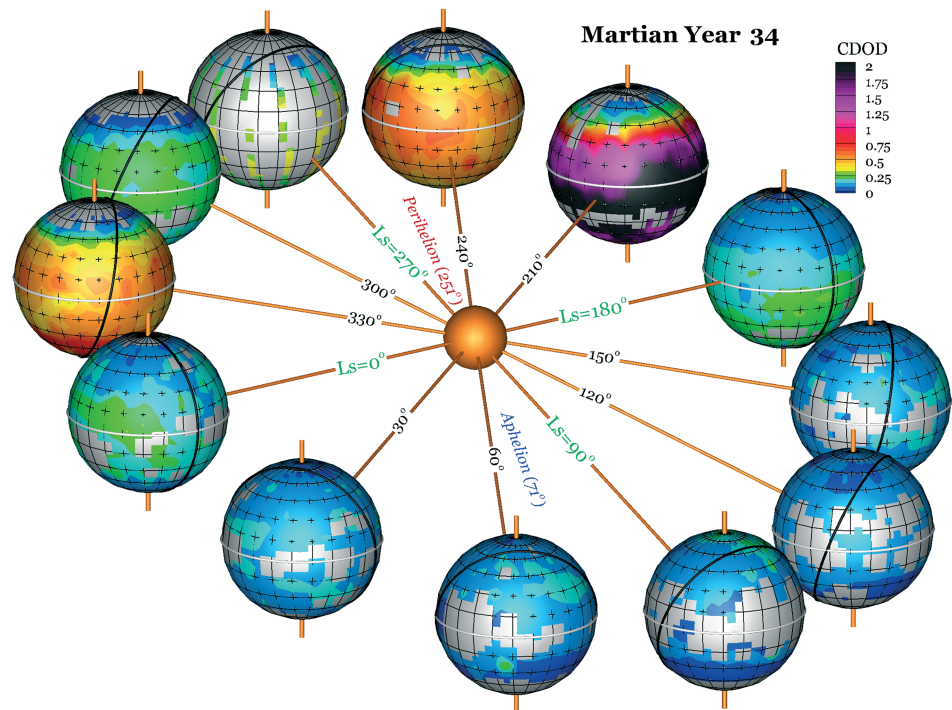 Martian Year 34
CDOD
2
1.75
1.5
1.25
1
0.75
0.5
0.25
0
Perihelion (251°)
Ls=270°
240°
210°
300°
330°
Ls=180°
Ls=0°
150°
120°
30°
60°
Aphelion (71°)
Ls=90°